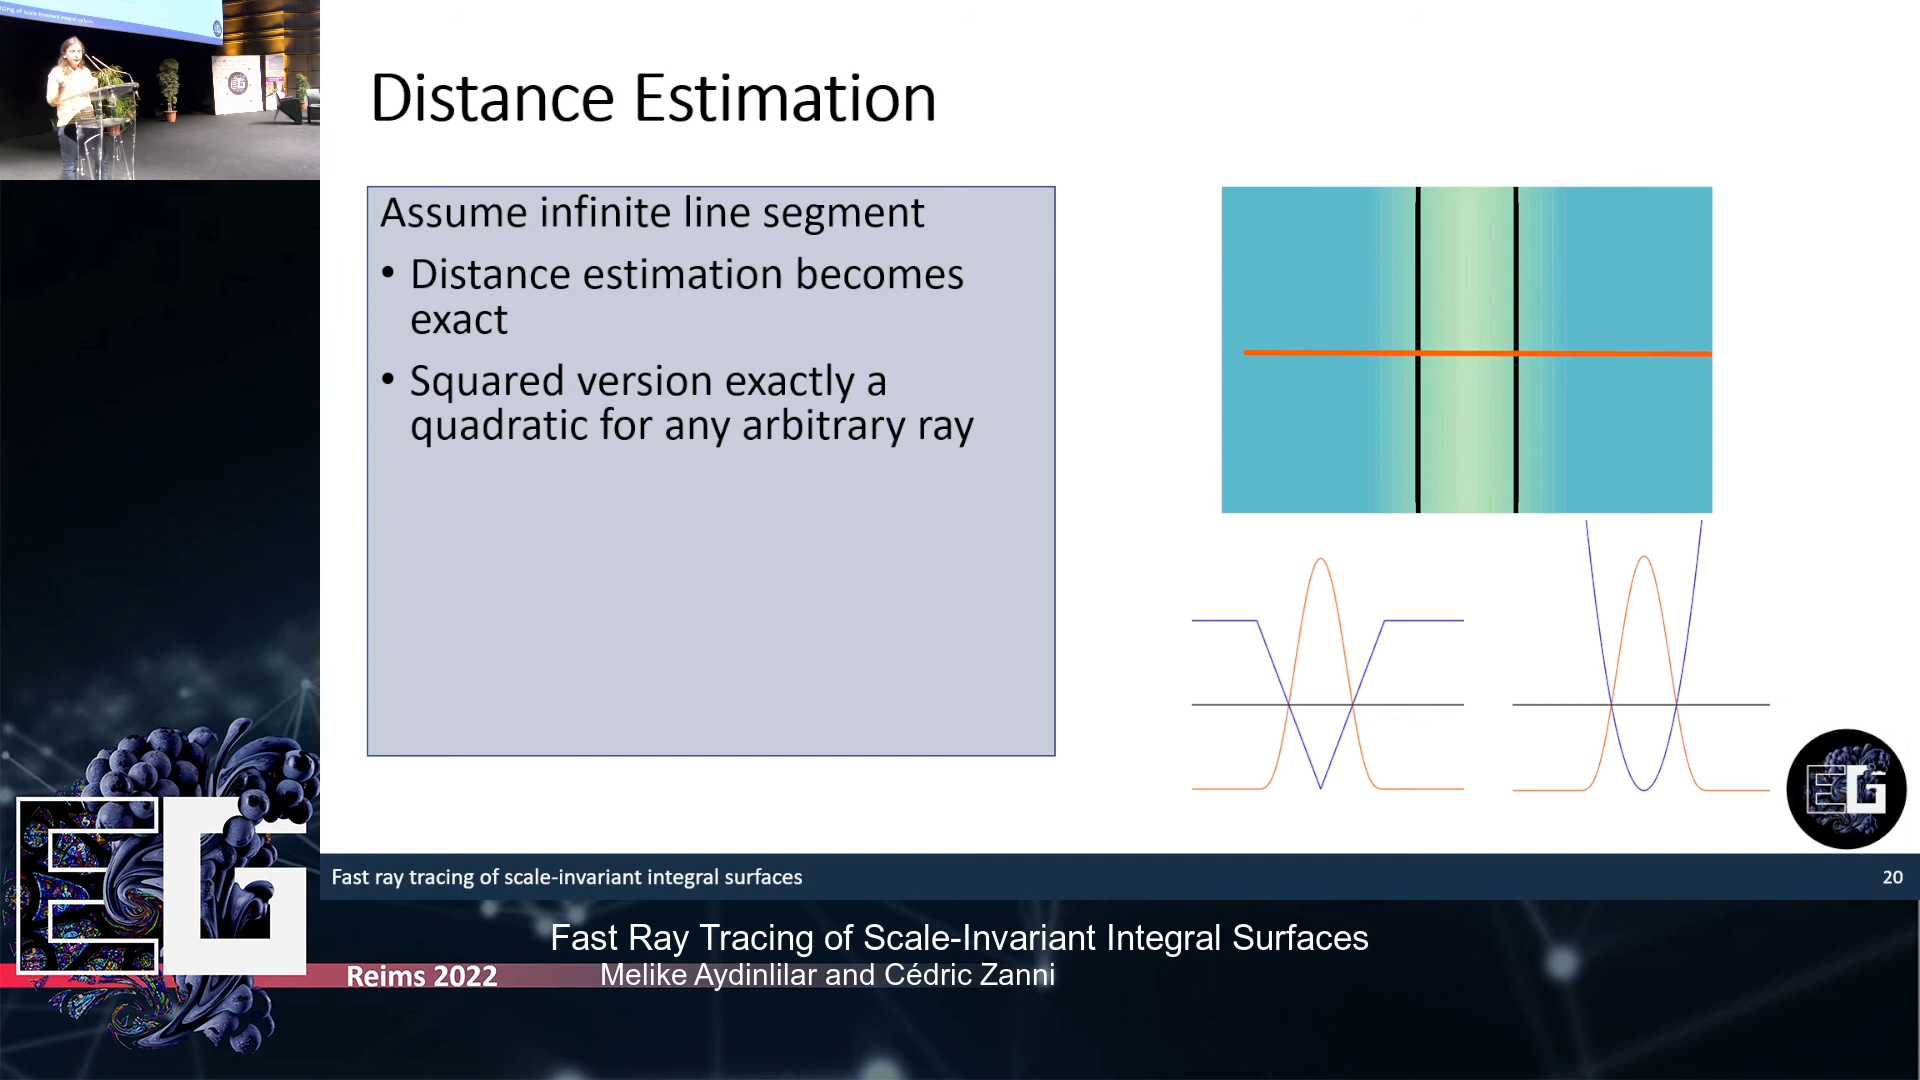 Distance Estimation
Assume infinite line segment
• Distance estimation becomes
exact
• Squared version exactly a
quadratic for any arbitrary ray
EG
Fast ray tracing of scale-invariant integral surfaces
20
EG
Fast Ray Tracing of Scale-Invariant Integral Surfaces
Reims 2022
Melike Aydinlilar and Cédric Zanni